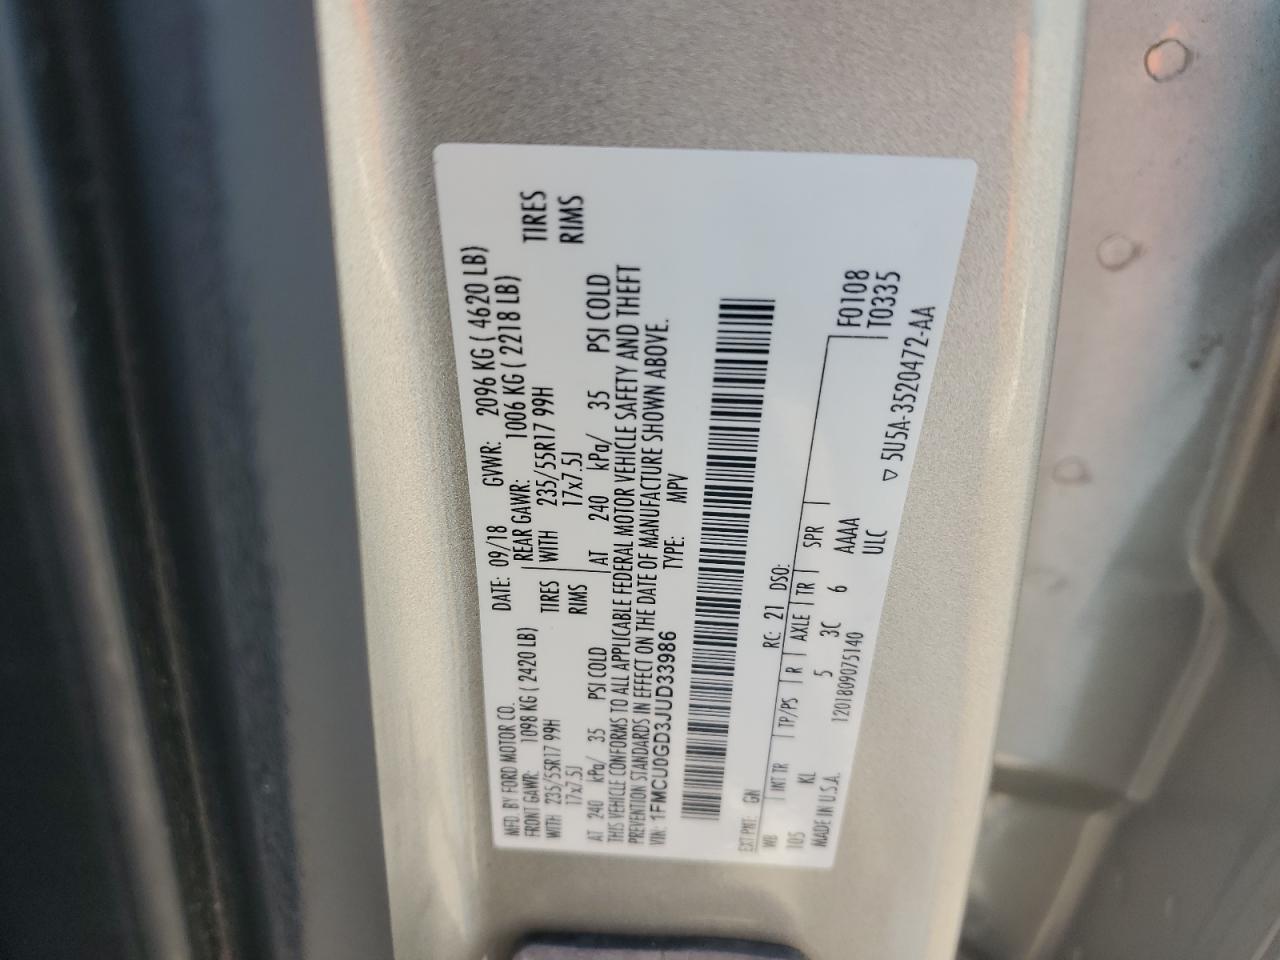 MFD. BY FORD MOTOR CO.
DATE: 09/18 GVWR: 2096 KG ( 4620 LB)
FRONT GAWR: 1098 KG ( 2420 LB) REAR GAWR: 1006 KG ( 2218 LB)
WITH 235/55R17 99H TIRES WITH 235/55R17 99H TIRES
17x7.5J RIMS 17x7.5J RIMS
AT 240 kPa/ 35 PSI COLD AT 240 kPa/ 35 PSI COLD
THIS VEHICLE CONFORMS TO ALL APPLICABLE FEDERAL MOTOR VEHICLE SAFETY AND THEFT
PREVENTION STANDARDS IN EFFECT ON THE DATE OF MANUFACTURE SHOWN ABOVE.
VIN: 1FMCU0GD3JUD33986 TYPE: MPV
EXT PNT: GN RC: 21 DSO:
WB INT TR TP/PS R AXLE TR SPR F0108
105 KL 5 3C 6 AAAA T0335
MADE IN U.S.A. 1201809075140 ULC
▽ 5U5A-3520472-AA